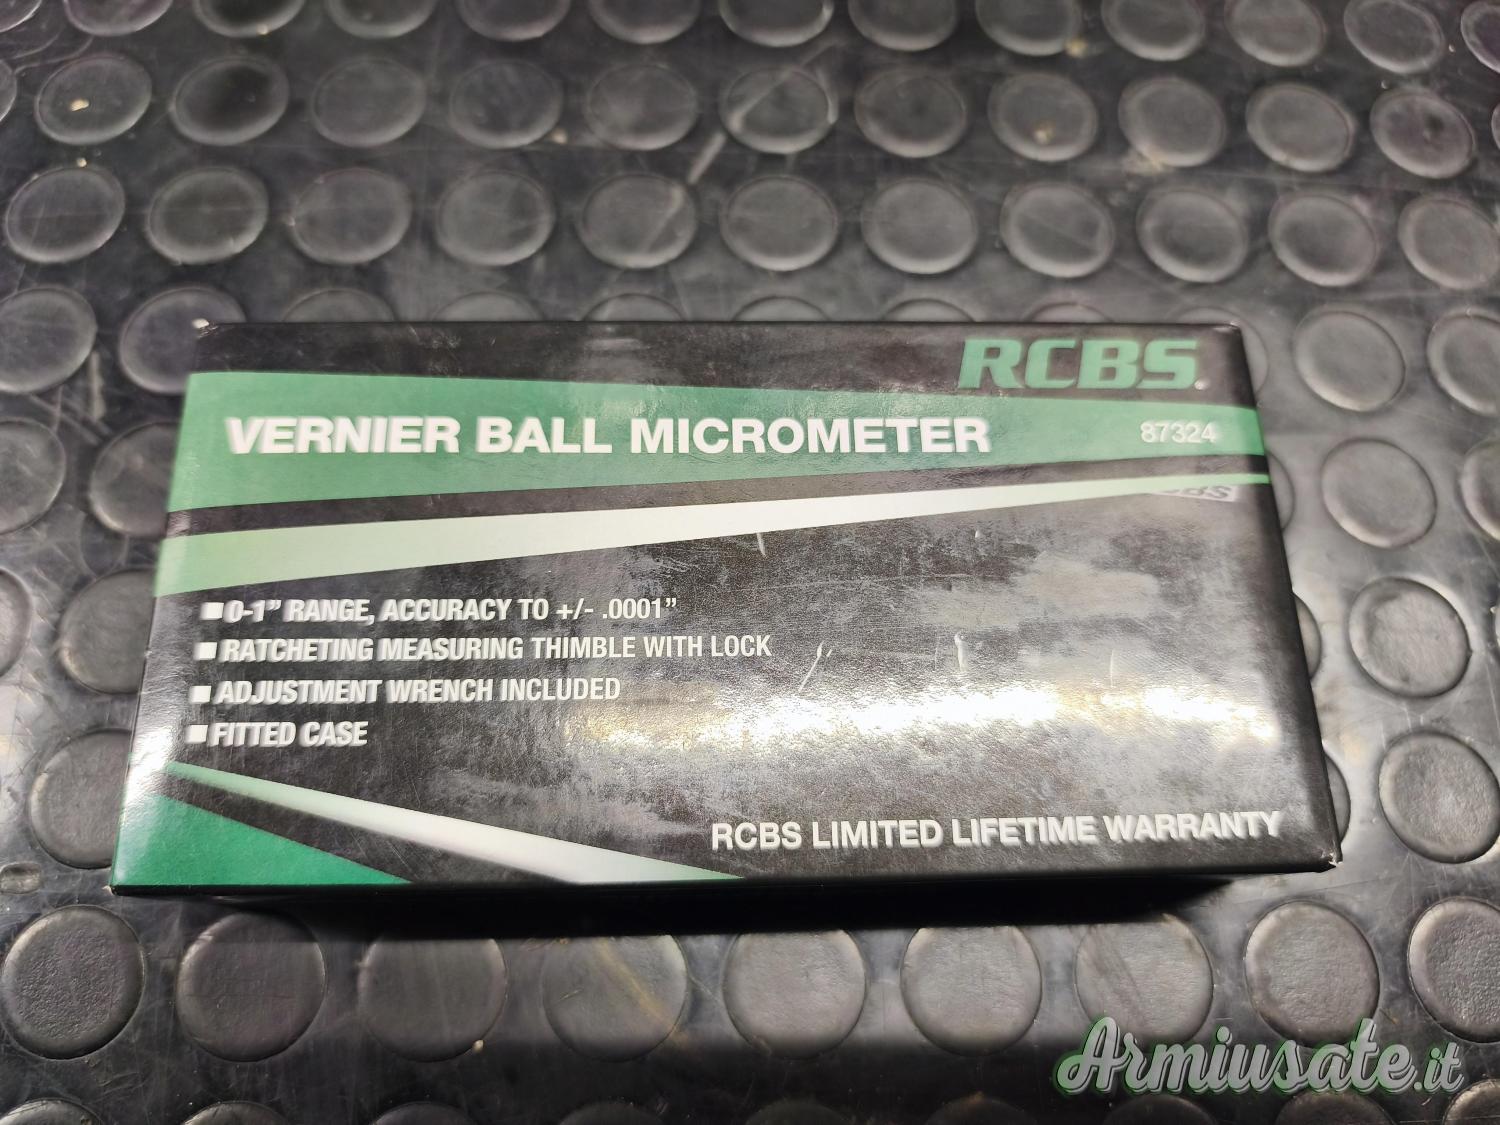 RCBS
VERNIER BALL MICROMETER
87324
■ 0-1” RANGE, ACCURACY TO +/- .0001”
■ RATCHETING MEASURING THIMBLE WITH LOCK
■ ADJUSTMENT WRENCH INCLUDED
■ FITTED CASE
RCBS LIMITED LIFETIME WARRANTY
Armiusate.it